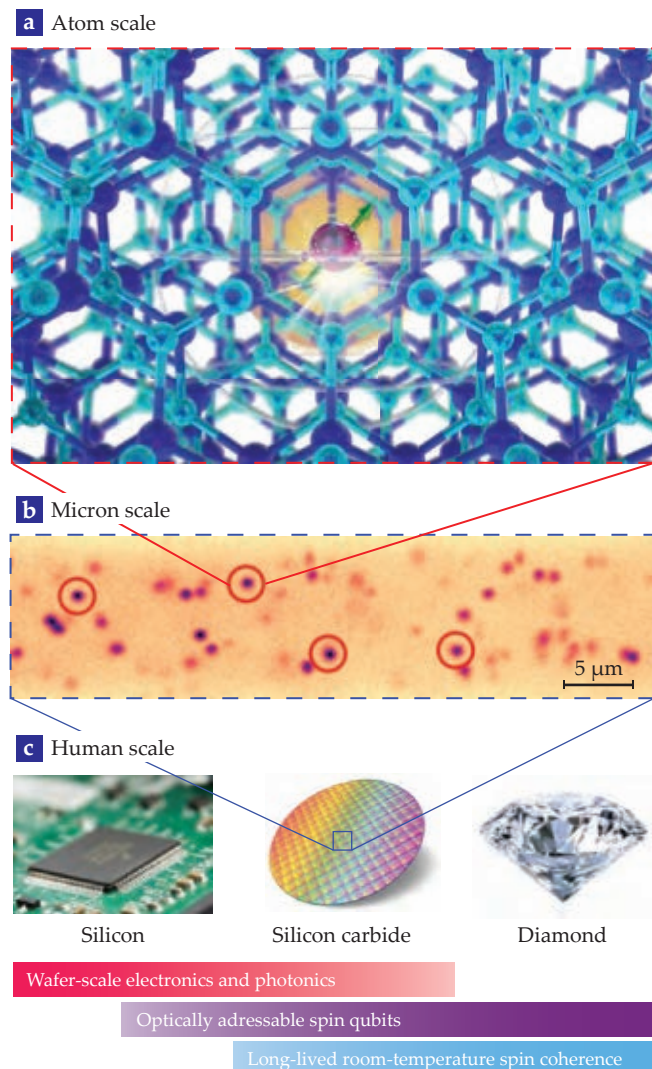 a Atom scale
b Micron scale
5 µm
c Human scale
Silicon
Silicon carbide
Diamond
Wafer-scale electronics and photonics
Optically adressable spin qubits
Long-lived room-temperature spin coherence